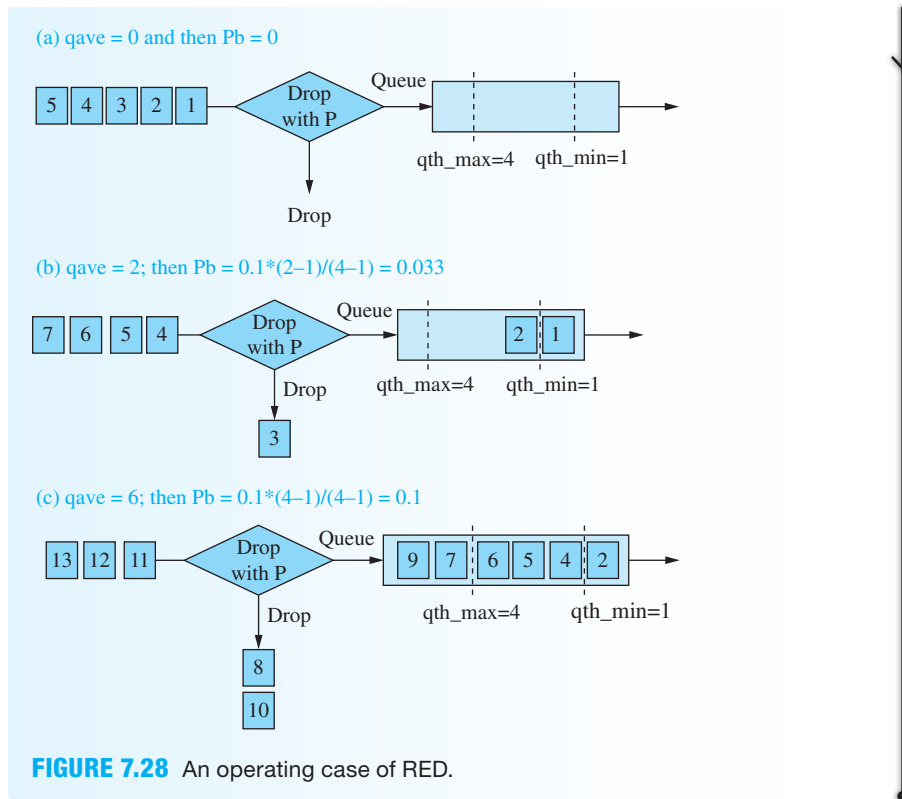 (a) qave = 0 and then Pb = 0
5 4 3 2 1
Drop
with P
Queue
qth_max=4 qth_min=1
Drop
(b) qave = 2; then Pb = 0.1*(2–1)/(4–1) = 0.033
7 6 5 4
Drop
with P
Queue
2 1
qth_max=4 qth_min=1
Drop
3
(c) qave = 6; then Pb = 0.1*(4–1)/(4–1) = 0.1
13 12 11
Drop
with P
Queue
9 7 6 5 4 2
qth_max=4 qth_min=1
Drop
8
10
FIGURE 7.28 An operating case of RED.